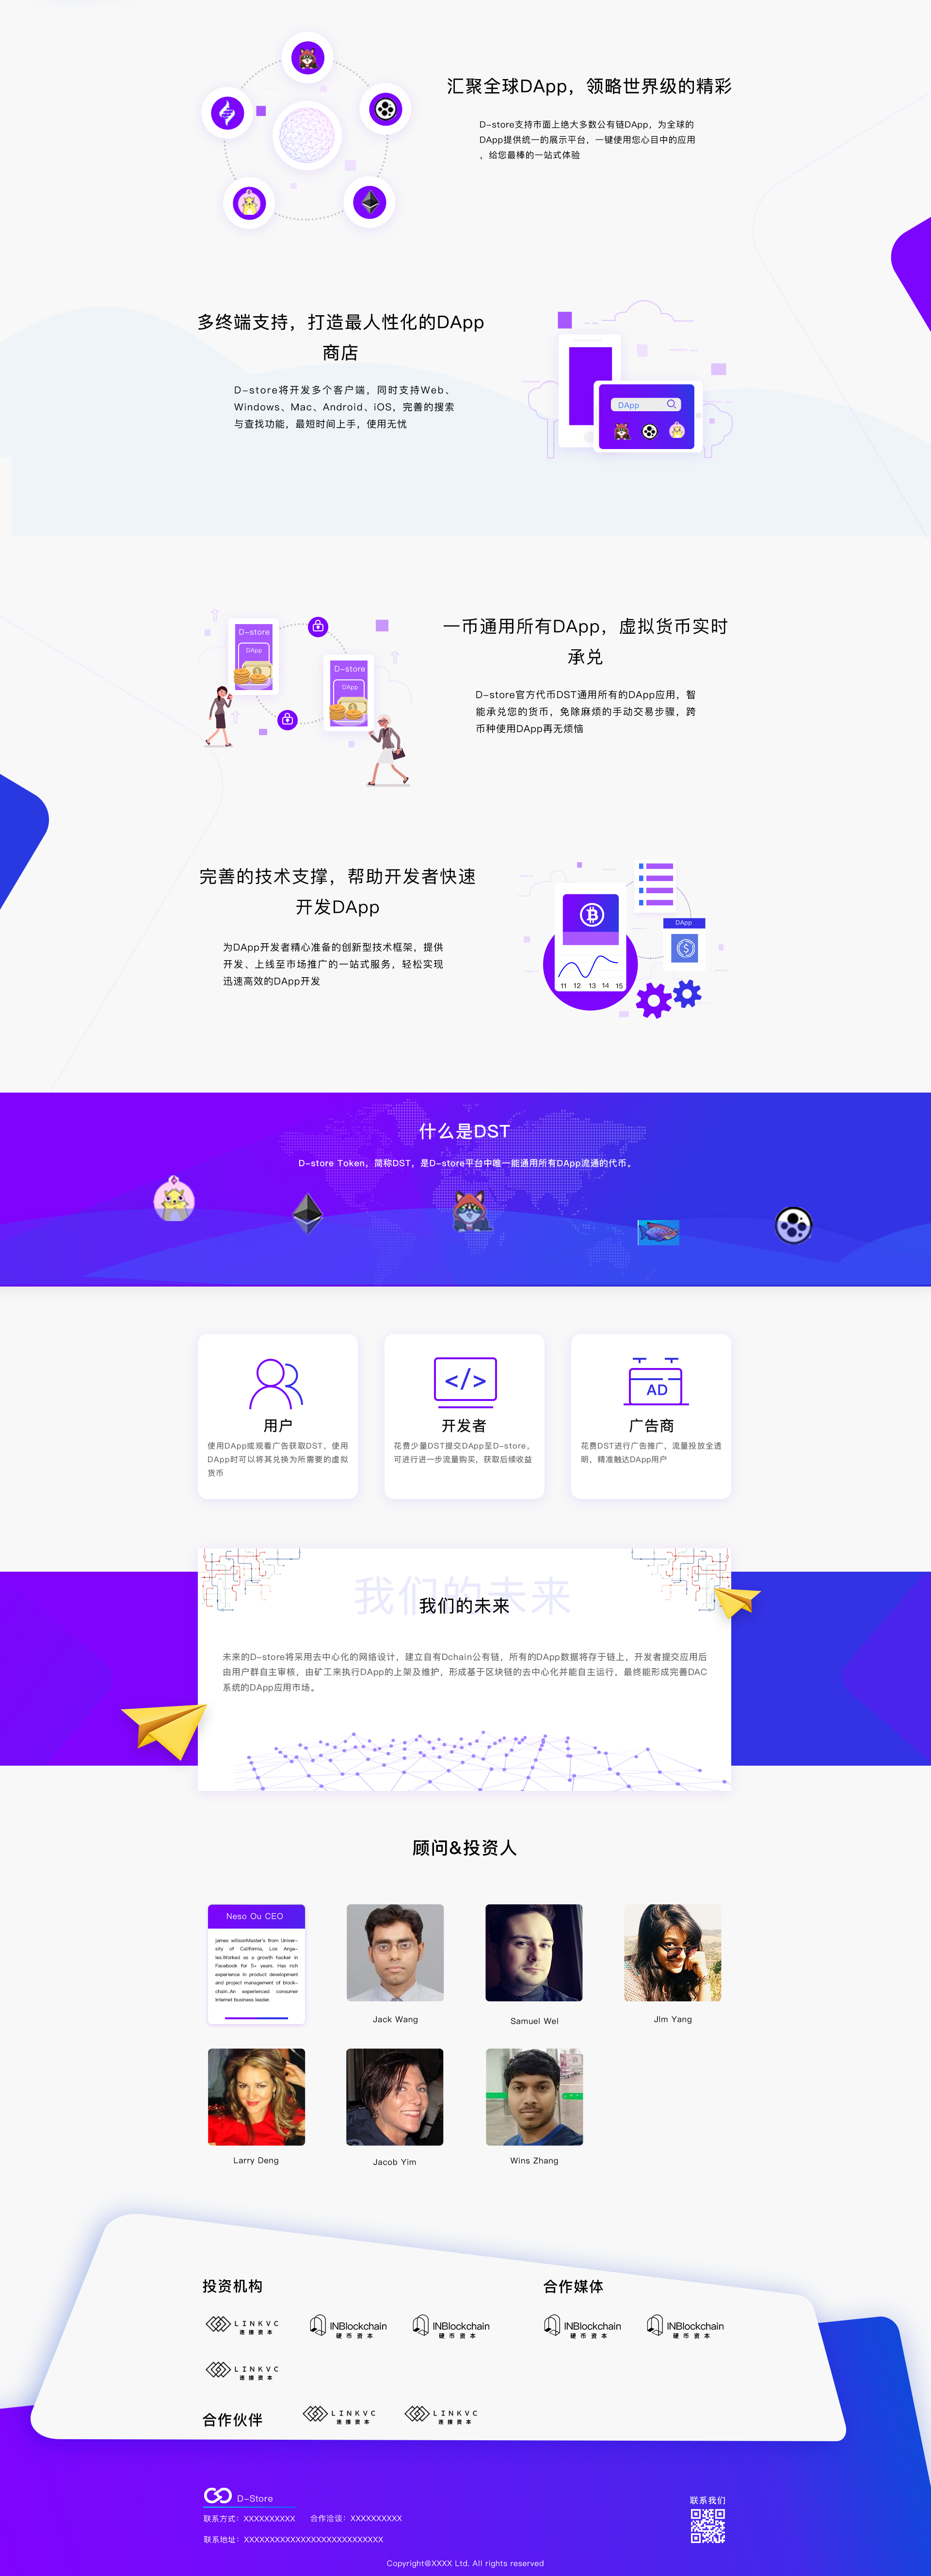 汇聚全球DApp，领略世界级的精彩
D-store支持市面上绝大多数公有链DApp，为全球的
DApp提供统一的展示平台，一键使用您心目中的应用
，给您最棒的一站式体验
多终端支持，打造最人性化的DApp
商店
D-store将开发多个客户端，同时支持Web、
Windows、Mac、Android、iOS，完善的搜索
与查找功能，最短时间上手，使用无忧
DApp
D-store
DApp
D-store
DApp
一币通用所有DApp，虚拟货币实时
承兑
D-store官方代币DST通用所有的DApp应用，智
能承兑您的货币，免除麻烦的手动交易步骤，跨
币种使用DApp再无烦恼
完善的技术支撑，帮助开发者快速
开发DApp
为DApp开发者精心准备的创新型技术框架，提供
开发、上线至市场推广的一站式服务，轻松实现
迅速高效的DApp开发
DApp
11 12 13 14 15
什么是DST
D-store Token，简称DST，是D-store平台中唯一能通用所有DApp流通的代币。
</>
AD
用户
使用DApp或观看广告获取DST，使用
DApp时可以将其兑换为所需要的虚拟
货币
开发者
花费少量DST提交DApp至D-store，
可进行进一步流量购买，获取后续收益
广告商
花费DST进行广告推广，流量投放全透
明，精准触达DApp用户
我们的未来
我们的未来
未来的D-store将采用去中心化的网络设计，建立自有Dchain公有链，所有的DApp数据将存于链上，开发者提交应用后
由用户群自主审核，由矿工来执行DApp的上架及维护，形成基于区块链的去中心化并能自主运行，最终能形成完善DAC
系统的DApp应用市场。
顾问&投资人
Neso Ou CEO
james willsonMaster's from Univer-
sity of California, Los Ange-
les.Worked as a growth hacker in
Facebook for 5+ years. Has rich
experience in product development
and project management of block-
chain.An experienced consumer
internet business leader.
Jack Wang
Samuel Wel
JIm Yang
Larry Deng
Jacob Yim
Wins Zhang
投资机构
合作媒体
LINKVC
连接资本
INBlockchain
硬币资本
INBlockchain
硬币资本
INBlockchain
硬币资本
INBlockchain
硬币资本
LINKVC
连接资本
合作伙伴
LINKVC
连接资本
LINKVC
连接资本
D-Store
联系方式：XXXXXXXXXX 合作洽谈：XXXXXXXXXX
联系地址：XXXXXXXXXXXXXXXXXXXXXXXXXXX
联系我们
Copyright@XXXX Ltd. All rights reserved